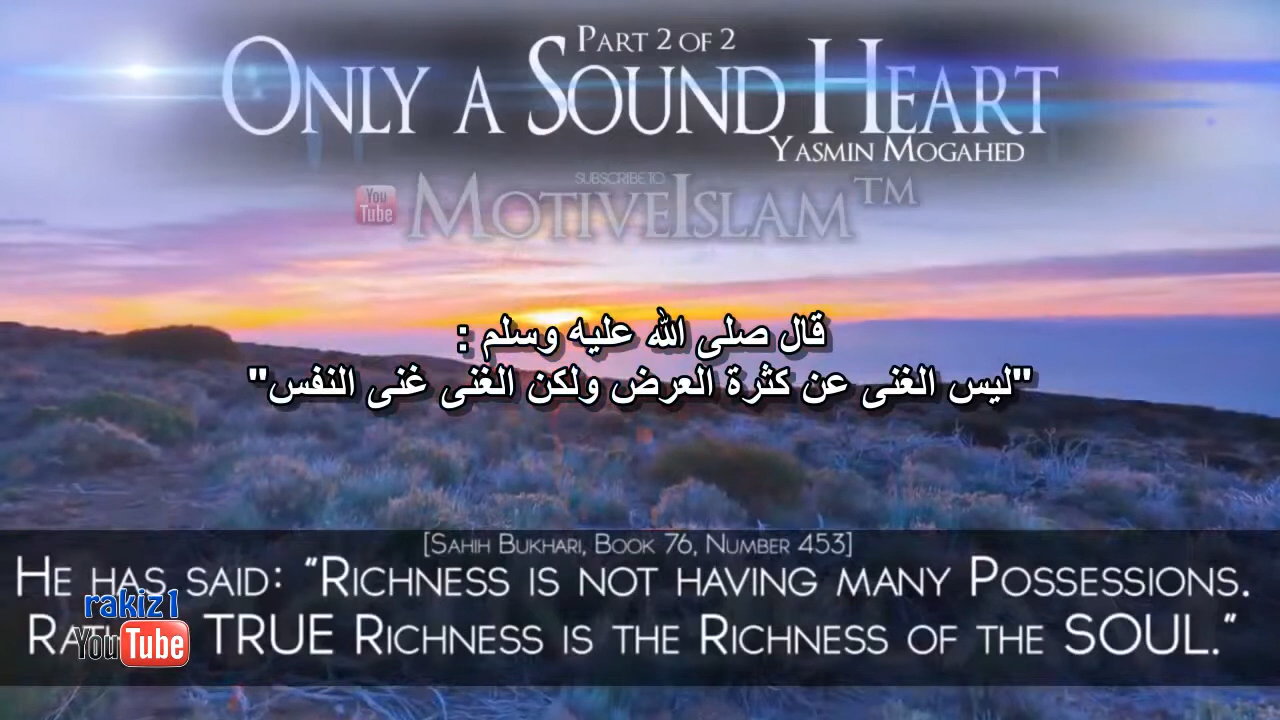 PART 2 OF 2
ONLY A SOUND HEART
YASMIN MOGAHED
SUBSCRIBE TO
You Tube MOTIVEISLAM™
قال صلى الله عليه وسلم :
"ليس الغنى عن كثرة العرض ولكن الغنى غنى النفس"
[SAHIH BUKHARI, BOOK 76, NUMBER 453]
HE HAS SAID: “RICHNESS IS NOT HAVING MANY POSSESSIONS.
rakiz1
TRUE RICHNESS IS THE RICHNESS OF THE SOUL.”
YouTube